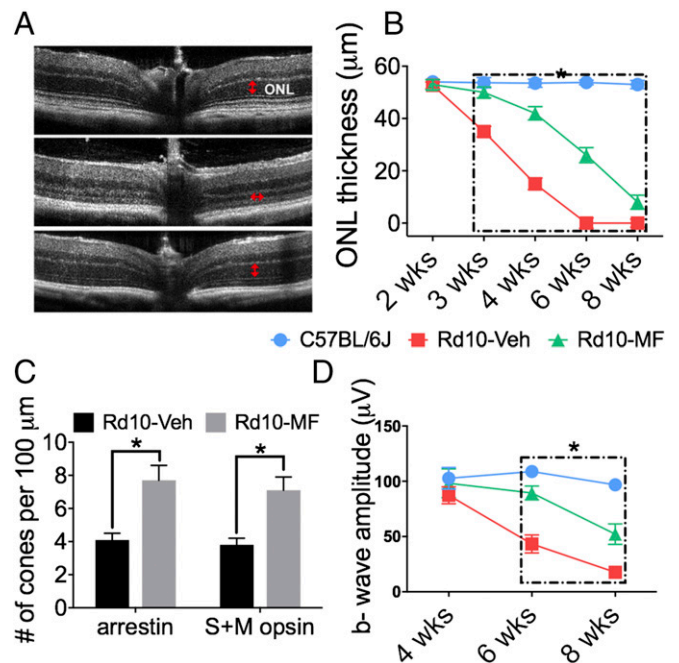 A
ONL
B
*
ONL thickness (μm)
60
40
20
0
2 wks
3 wks
4 wks
6 wks
8 wks
C57BL/6J
Rd10-Veh
Rd10-MF
C
Rd10-Veh
Rd10-MF
# of cones per 100 μm
10
8
6
4
2
0
*
*
arrestin
S+M opsin
D
b- wave amplitude (μV)
150
100
50
0
*
4 wks
6 wks
8 wks